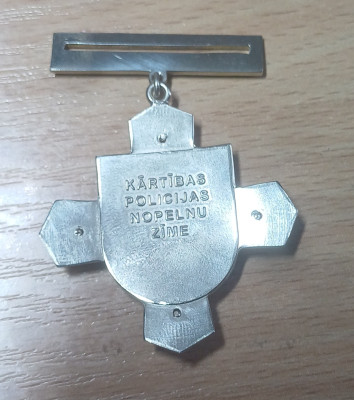 KĀRTĪBAS
POLICIJAS
NOPELNU
ZĪME